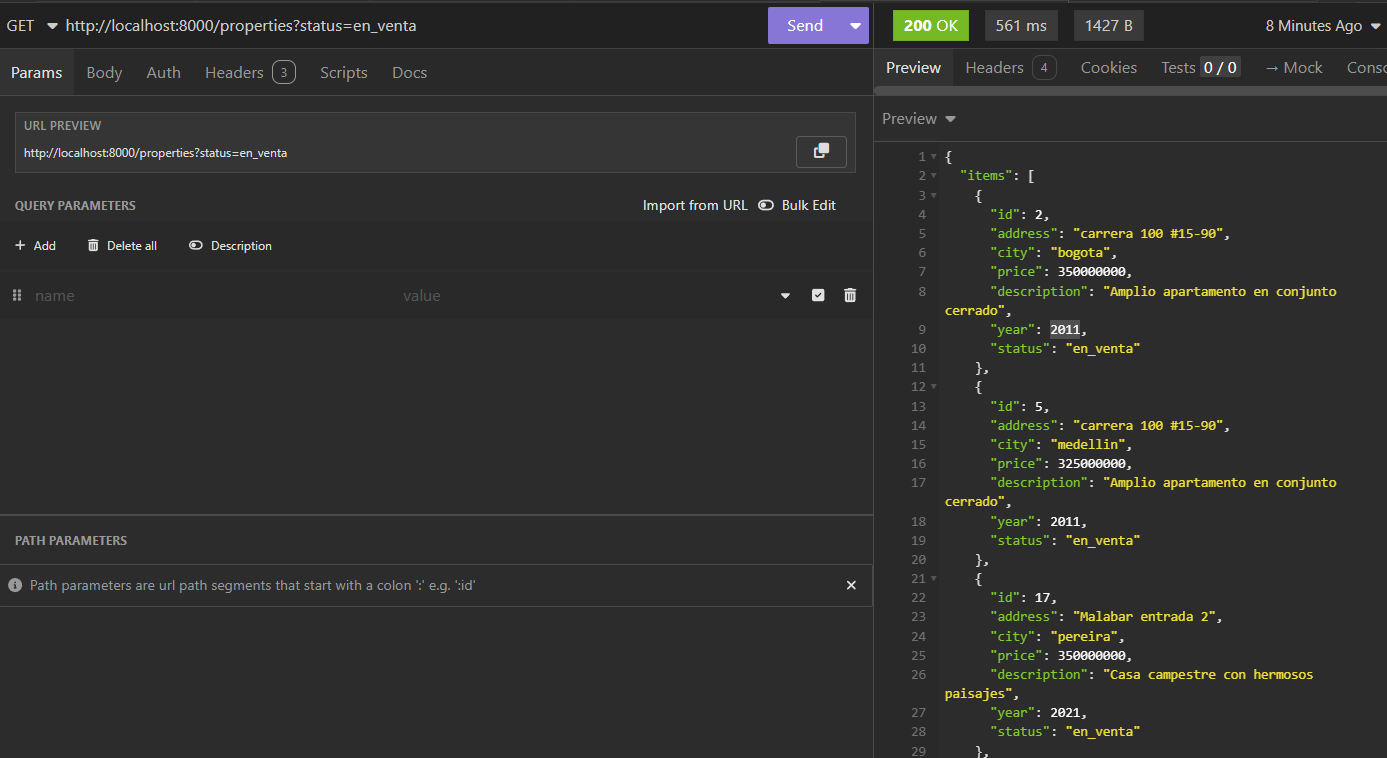 GET http://localhost:8000/properties?status=en_venta Send
Params Body Auth Headers 3 Scripts Docs
URL PREVIEW
http://localhost:8000/properties?status=en_venta
QUERY PARAMETERS Import from URL Bulk Edit
+ Add Delete all Description
name value
PATH PARAMETERS
Path parameters are url path segments that start with a colon ':' e.g. ':id'
200 OK 561 ms 1427 B 8 Minutes Ago
Preview Headers 4 Cookies Tests 0 / 0 → Mock Consc
Preview
1 {
2 "items": [
3 {
4 "id": 2,
5 "address": "carrera 100 #15-90",
6 "city": "bogota",
7 "price": 350000000,
8 "description": "Amplio apartamento en conjunto
cerrado",
9 "year": 2011,
10 "status": "en_venta"
11 },
12 {
13 "id": 5,
14 "address": "carrera 100 #15-90",
15 "city": "medellin",
16 "price": 325000000,
17 "description": "Amplio apartamento en conjunto
cerrado",
18 "year": 2011,
19 "status": "en_venta"
20 },
21 {
22 "id": 17,
23 "address": "Malabar entrada 2",
24 "city": "pereira",
25 "price": 350000000,
26 "description": "Casa campestre con hermosos
paisajes",
27 "year": 2021,
28 "status": "en_venta"
29 },